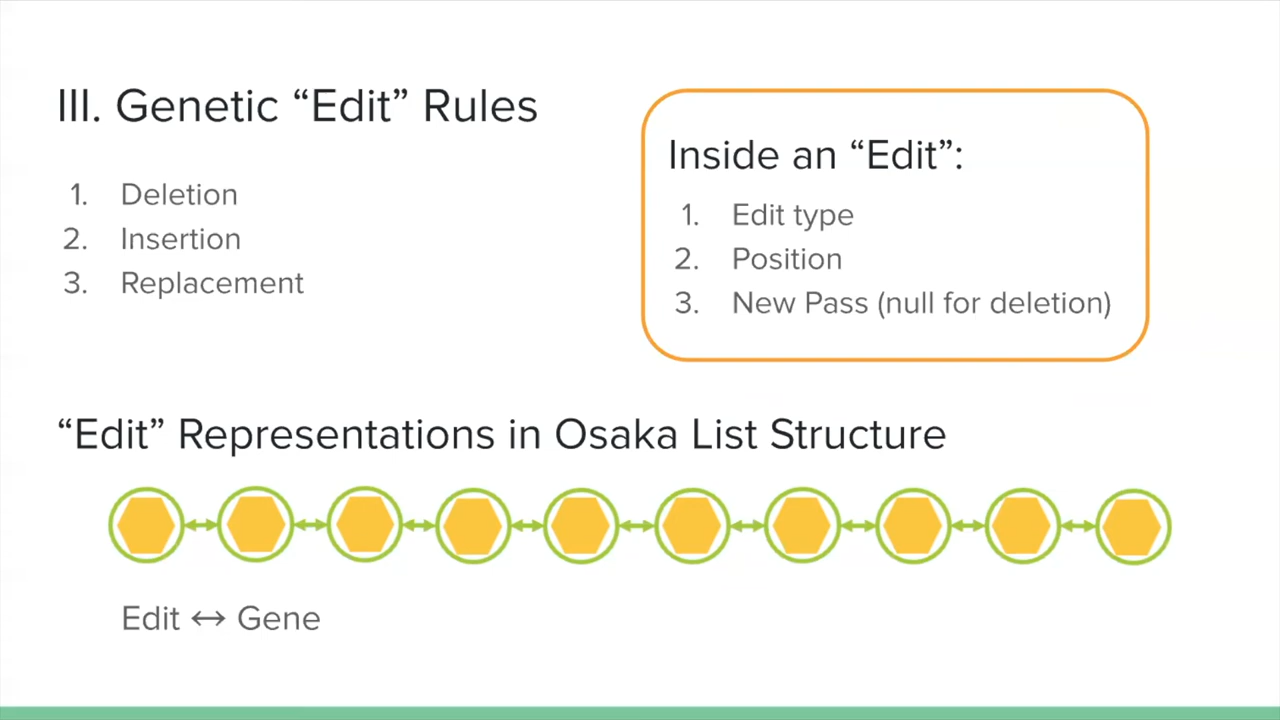 III. Genetic “Edit” Rules
1. Deletion
2. Insertion
3. Replacement
Inside an “Edit”:
1. Edit type
2. Position
3. New Pass (null for deletion)
“Edit” Representations in Osaka List Structure
Edit ↔ Gene